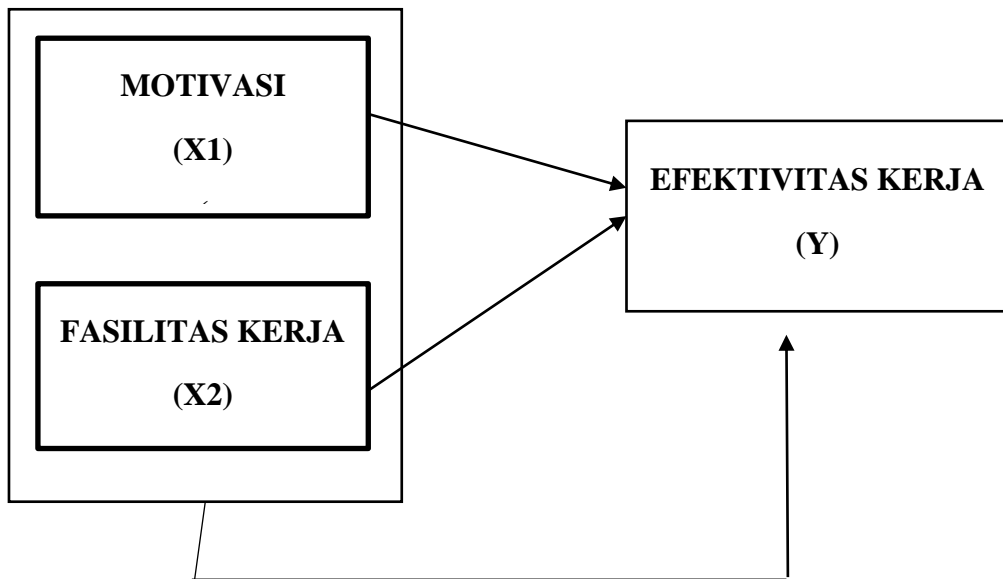 MOTIVASI
(X1)
EFEKTIVITAS KERJA
(Y)
FASILITAS KERJA
(X2)